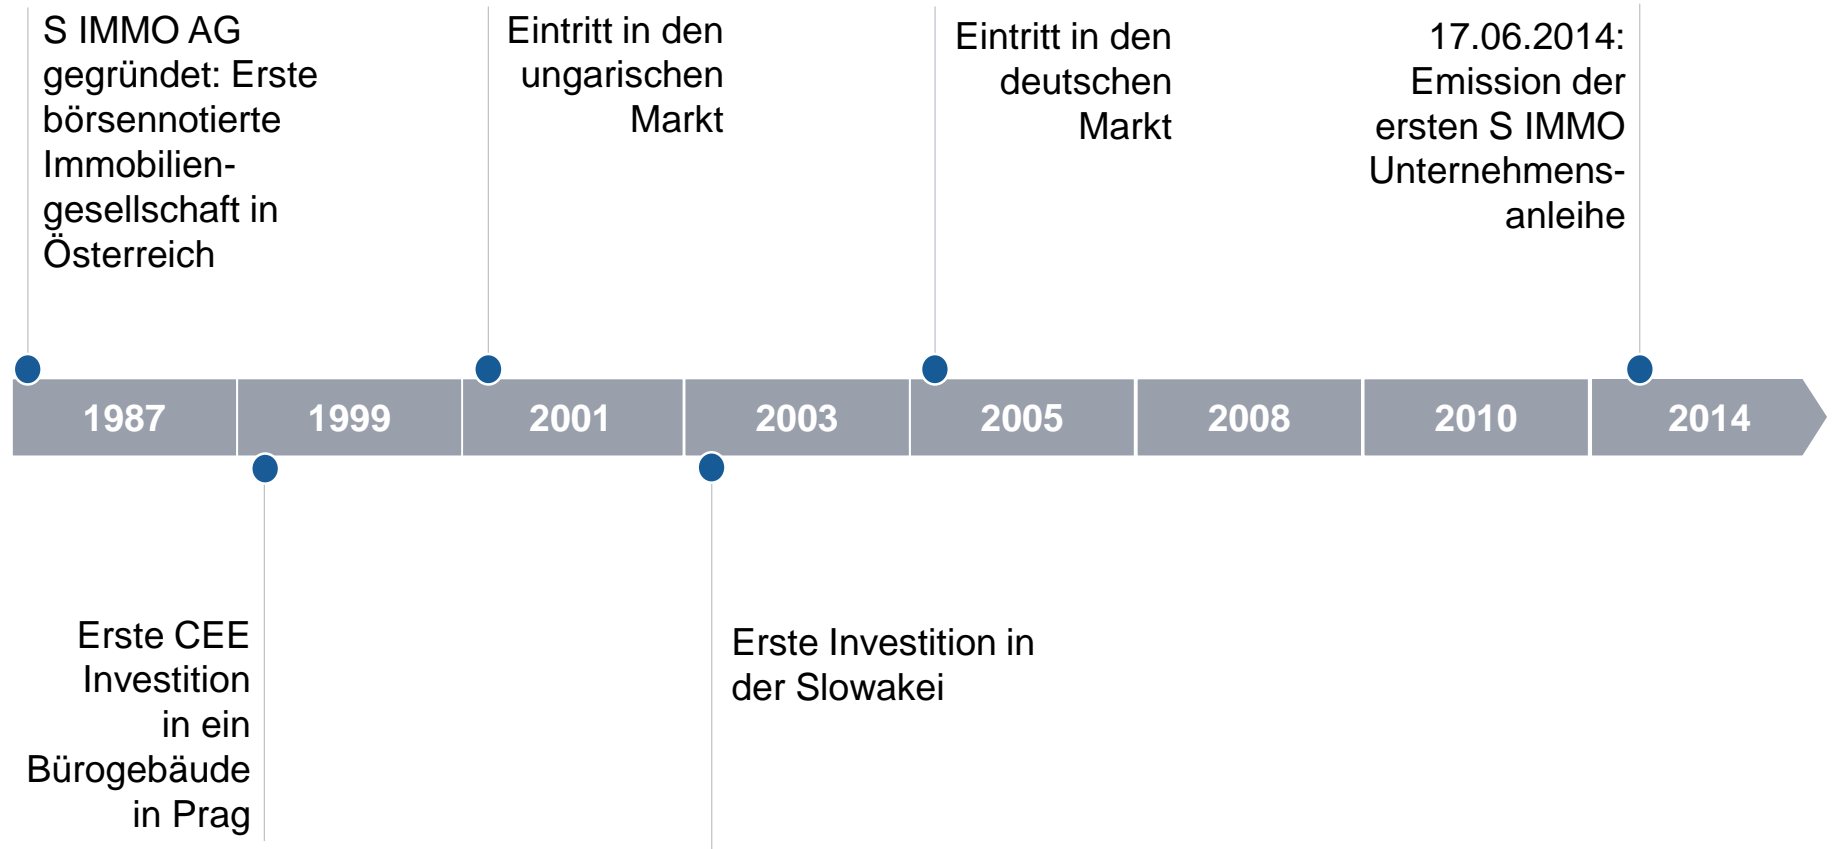 S IMMO AG
gegründet: Erste
börsennotierte
Immobilien-
gesellschaft in
Österreich
Eintritt in den
ungarischen
Markt
Eintritt in den
deutschen
Markt
17.06.2014:
Emission der
ersten S IMMO
Unternehmens-
anleihe
1987
1999
2001
2003
2005
2008
2010
2014
Erste CEE
Investition
in ein
Bürogebäude
in Prag
Erste Investition in
der Slowakei